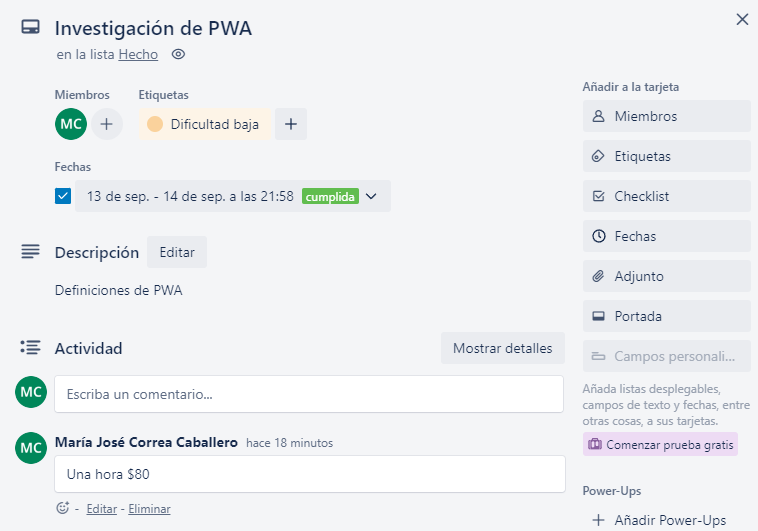 Investigación de PWA
en la lista Hecho
Miembros
Etiquetas
MC
Dificultad baja
Fechas
13 de sep. - 14 de sep. a las 21:58 cumplida
Descripción
Editar
Definiciones de PWA
Actividad
Mostrar detalles
MC
Escriba un comentario...
MC
María José Correa Caballero hace 18 minutos
Una hora $80
- Editar - Eliminar
Añadir a la tarjeta
Miembros
Etiquetas
Checklist
Fechas
Adjunto
Portada
Campos personali...
Añada listas desplegables,
campos de texto y fechas, entre
otras cosas, a sus tarjetas.
Comenzar prueba gratis
Power-Ups
+ Añadir Power-Ups